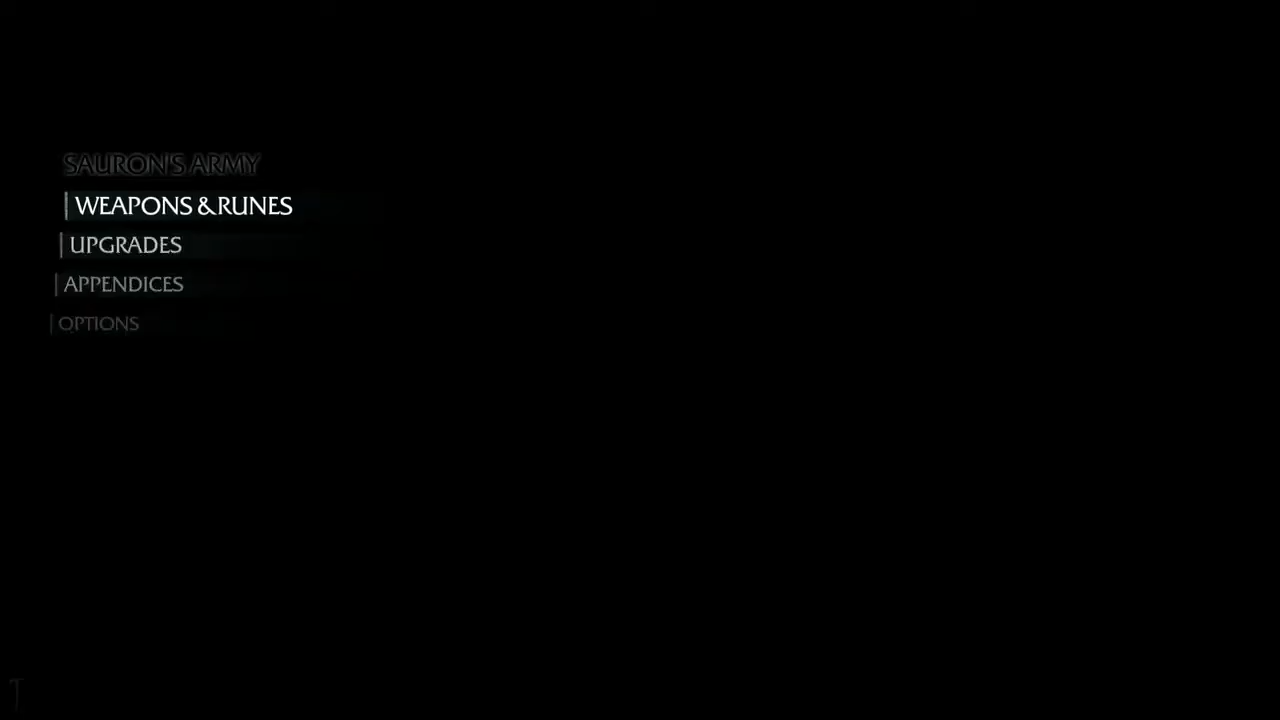 SAURON'S ARMY
WEAPONS & RUNES
UPGRADES
APPENDICES
OPTIONS